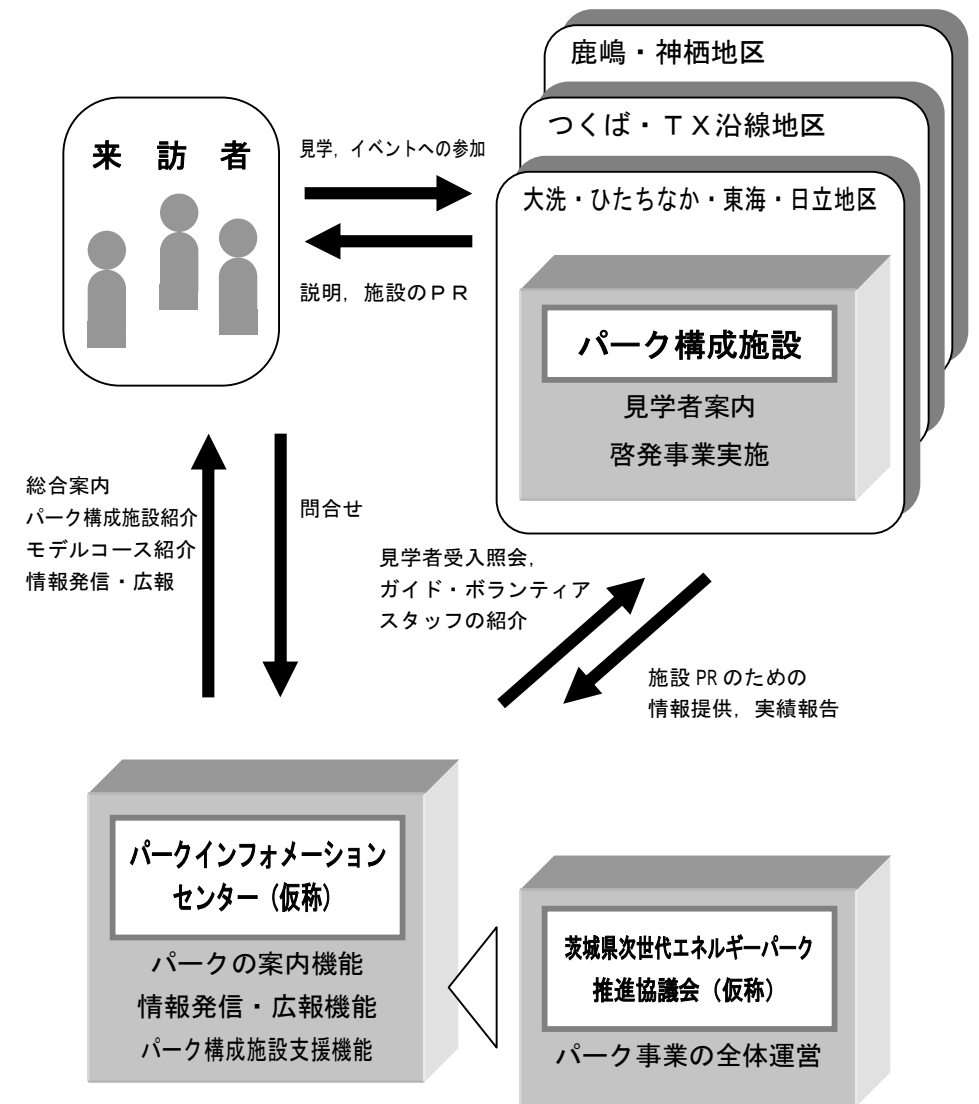 鹿嶋・神栖地区
つくば・ＴＸ沿線地区
大洗・ひたちなか・東海・日立地区
来 訪 者
見学，イベントへの参加
説明，施設のＰＲ
パーク構成施設
見学者案内
啓発事業実施
総合案内
パーク構成施設紹介
モデルコース紹介
情報発信・広報
問合せ
見学者受入照会，
ガイド・ボランティア
スタッフの紹介
施設 PR のための
情報提供，実績報告
パークインフォメーション
センター（仮称）
パークの案内機能
情報発信・広報機能
パーク構成施設支援機能
茨城県次世代エネルギーパーク
推進協議会（仮称）
パーク事業の全体運営